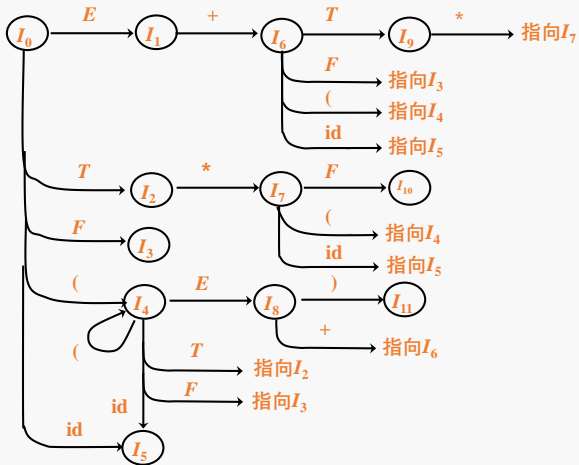 E + T *
I0 I1 I6 I9 指向I7
F 指向I3
( 指向I4
id 指向I5
T * F
I2 I7 I10
( 指向I4
F
I3 id 指向I5
( E )
I4 I8 I11
( + 指向I6
T 指向I2
F 指向I3
id
id
I5